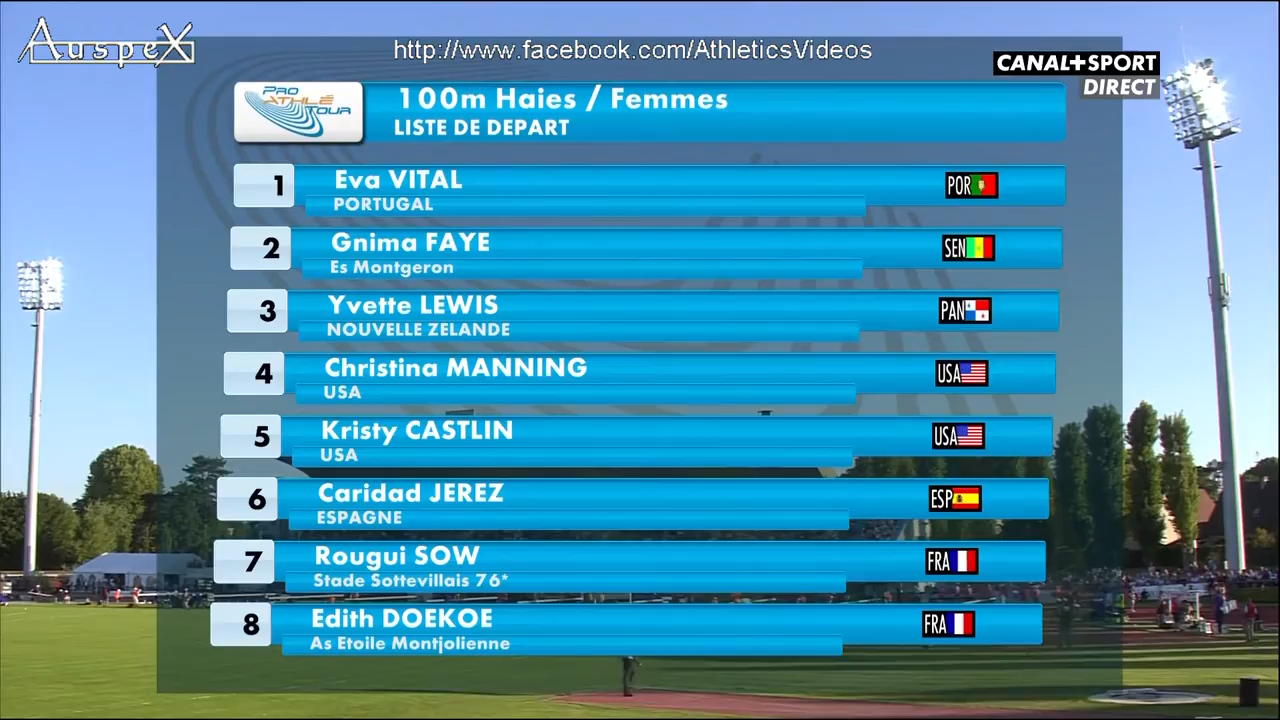 AuspeX
http://www.facebook.com/AthleticsVideos
CANAL+SPORT
DIRECT
PRO
ATHLÉ
TOUR
100m Haies / Femmes
LISTE DE DEPART
1 Eva VITAL POR
PORTUGAL
2 Gnima FAYE SEN
Es Montgeron
3 Yvette LEWIS PAN
NOUVELLE ZELANDE
4 Christina MANNING USA
USA
5 Kristy CASTLIN USA
USA
6 Caridad JEREZ ESP
ESPAGNE
7 Rougui SOW FRA
Stade Sottevillais 76*
8 Edith DOEKOE FRA
As Etoile Montjolienne